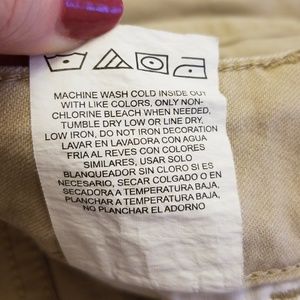 MACHINE WASH COLD INSIDE OUT
WITH LIKE COLORS, ONLY NON-
CHLORINE BLEACH WHEN NEEDED,
TUMBLE DRY LOW OR LINE DRY,
LOW IRON, DO NOT IRON DECORATION
LAVAR EN LAVADORA CON AGUA
FRIA AL REVES CON COLORES
SIMILARES, USAR SOLO
BLANQUEADOR SIN CLORO SI ES
NECESARIO, SECAR COLGADO O EN
SECADORA A TEMPERATURA BAJA,
PLANCHAR A TEMPERATURA BAJA,
NO PLANCHAR EL ADORNO